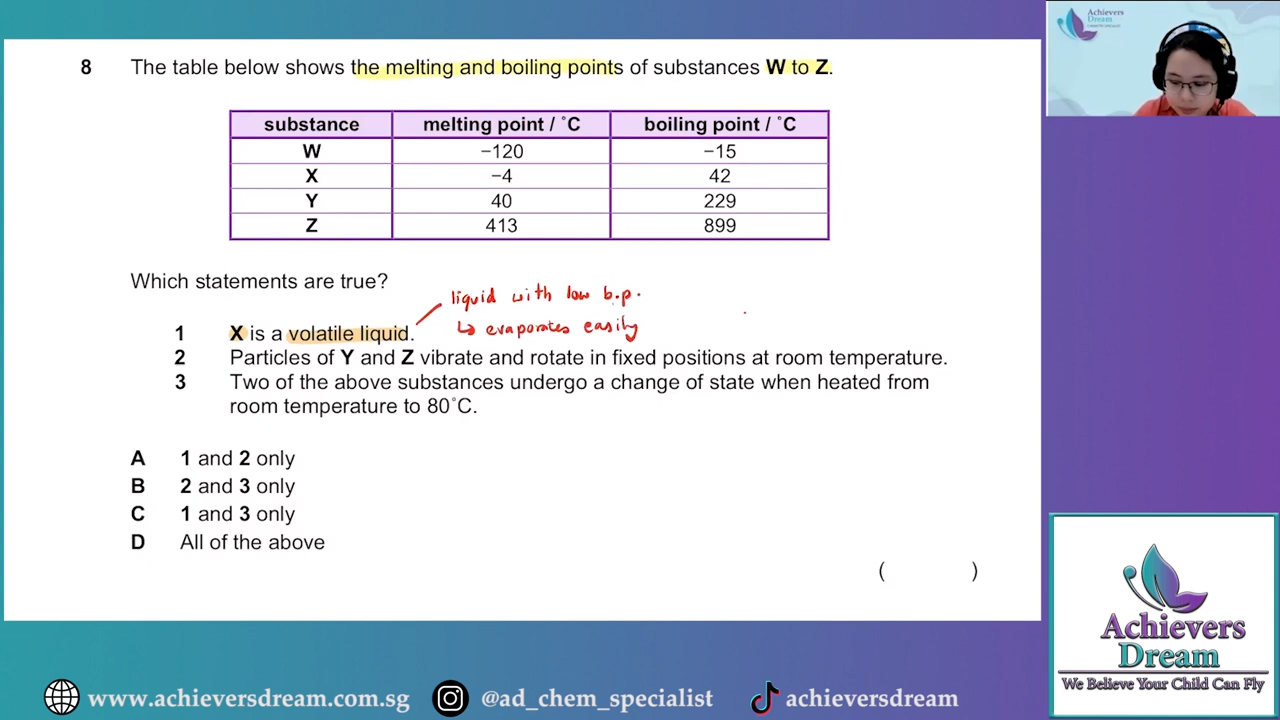 Achievers
Dream
8 The table below shows the melting and boiling points of substances W to Z.
substance melting point / °C boiling point / °C
W −120 −15
X −4 42
Y 40 229
Z 413 899
Which statements are true?
liquid with low b.p.
↳ evaporates easily
1 X is a volatile liquid.
2 Particles of Y and Z vibrate and rotate in fixed positions at room temperature.
3 Two of the above substances undergo a change of state when heated from
room temperature to 80°C.
A 1 and 2 only
B 2 and 3 only
C 1 and 3 only
D All of the above
( )
Achievers
Dream
We Believe Your Child Can Fly
www.achieversdream.com.sg @ad_chem_specialist achieversdream